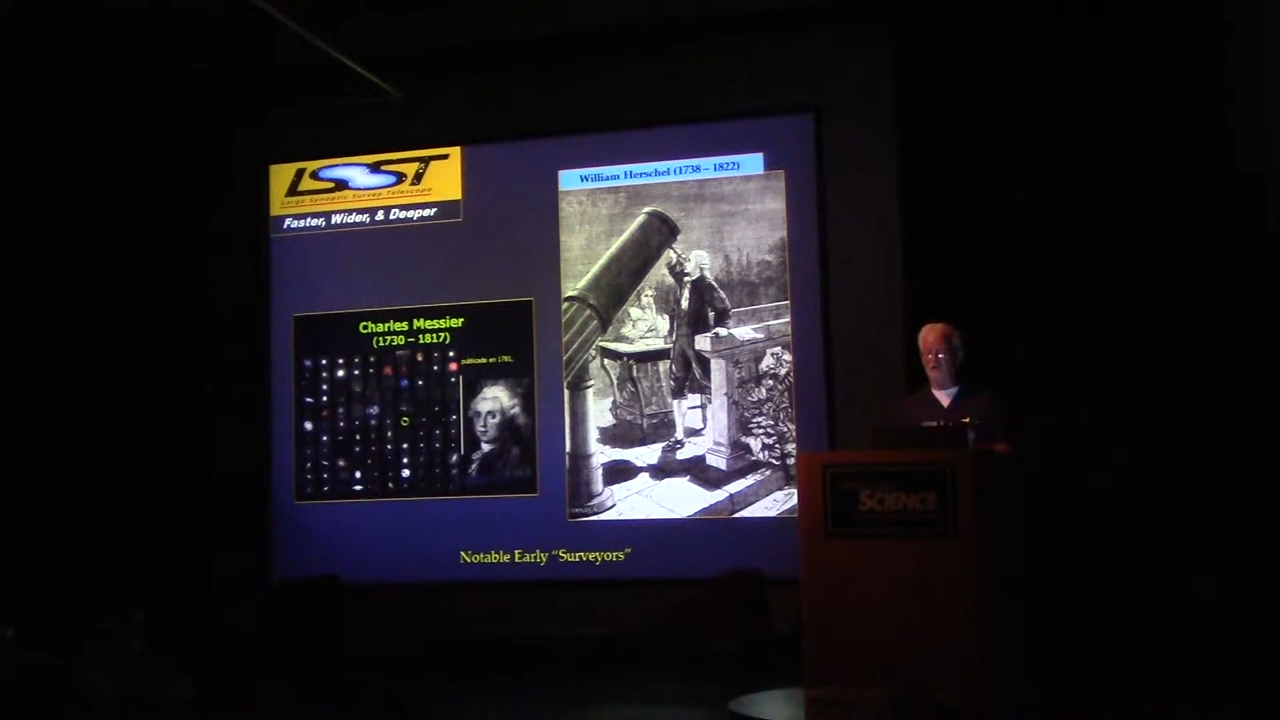 LSST
Large Synoptic Survey Telescope
Faster, Wider, & Deeper
William Herschel (1738 – 1822)
Charles Messier
(1730 – 1817)
publicado en 1781,
Notable Early “Surveyors”
SCIENCE